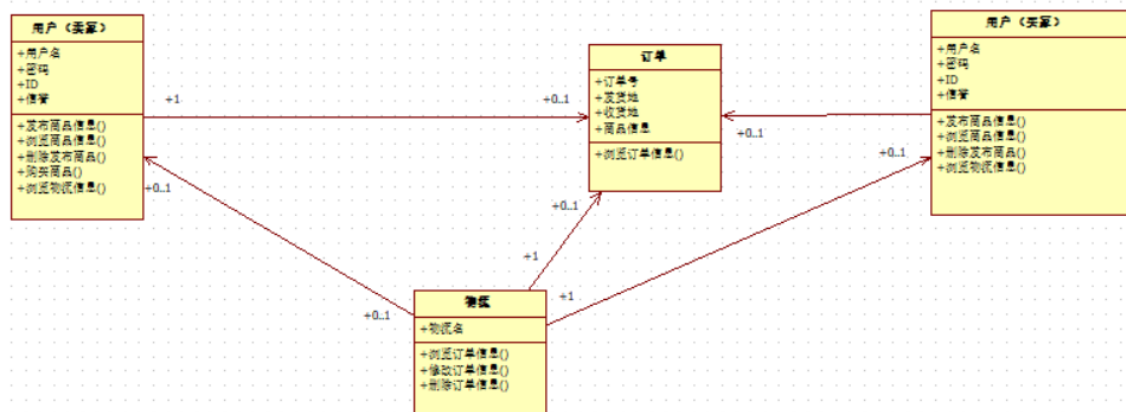 用户（卖家）
+用户名
+密码
+ID
+信誉
+发布商品信息()
+浏览商品信息()
+删除发布商品()
+购买商品()
+浏览物流信息()
+1
+0..1
订单
+订单号
+发货地
+收货地
+商品信息
+浏览订单信息()
用户（买家）
+用户名
+密码
+ID
+信誉
+发布商品信息()
+浏览商品信息()
+删除发布商品()
+浏览物流信息()
+0..1
+0..1
+0..1
+0..1
+1
+1
+0..1
物流
+物流名
+浏览订单信息()
+修改订单信息()
+删除订单信息()